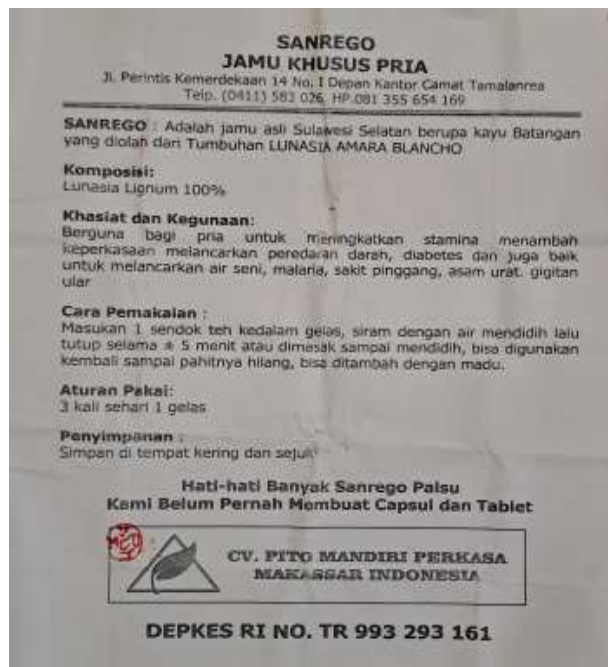 SANREGO
JAMU KHUSUS PRIA
Jl. Perintis Kemerdekaan 14 No. I Depan Kantor Camat Tamalanrea
Telp. (0411) 583 026, HP.081 355 654 169
SANREGO : Adalah jamu asli Sulawesi Selatan berupa kayu Batangan
yang diolah dari Tumbuhan LUNASIA AMARA BLANCHO
Komposisi:
Lunasia Lignum 100%
Khasiat dan Kegunaan:
Berguna bagi pria untuk meningkatkan stamina menambah
keperkasaan melancarkan peredaran darah, diabetes dan juga baik
untuk melancarkan air seni, malaria, sakit pinggang, asam urat. gigitan
ular
Cara Pemakaian :
Masukan 1 sendok teh kedalam gelas, siram dengan air mendidih lalu
tutup selama ± 5 menit atau dimasak sampai mendidih, bisa digunakan
kembali sampai pahitnya hilang, bisa ditambah dengan madu.
Aturan Pakai:
3 kali sehari 1 gelas
Penyimpanan :
Simpan di tempat kering dan sejuk
Hati-hati Banyak Sanrego Palsu
Kami Belum Pernah Membuat Capsul dan Tablet
CV. PITO MANDIRI PERKASA
MAKASSAR INDONESIA
DEPKES RI NO. TR 993 293 161